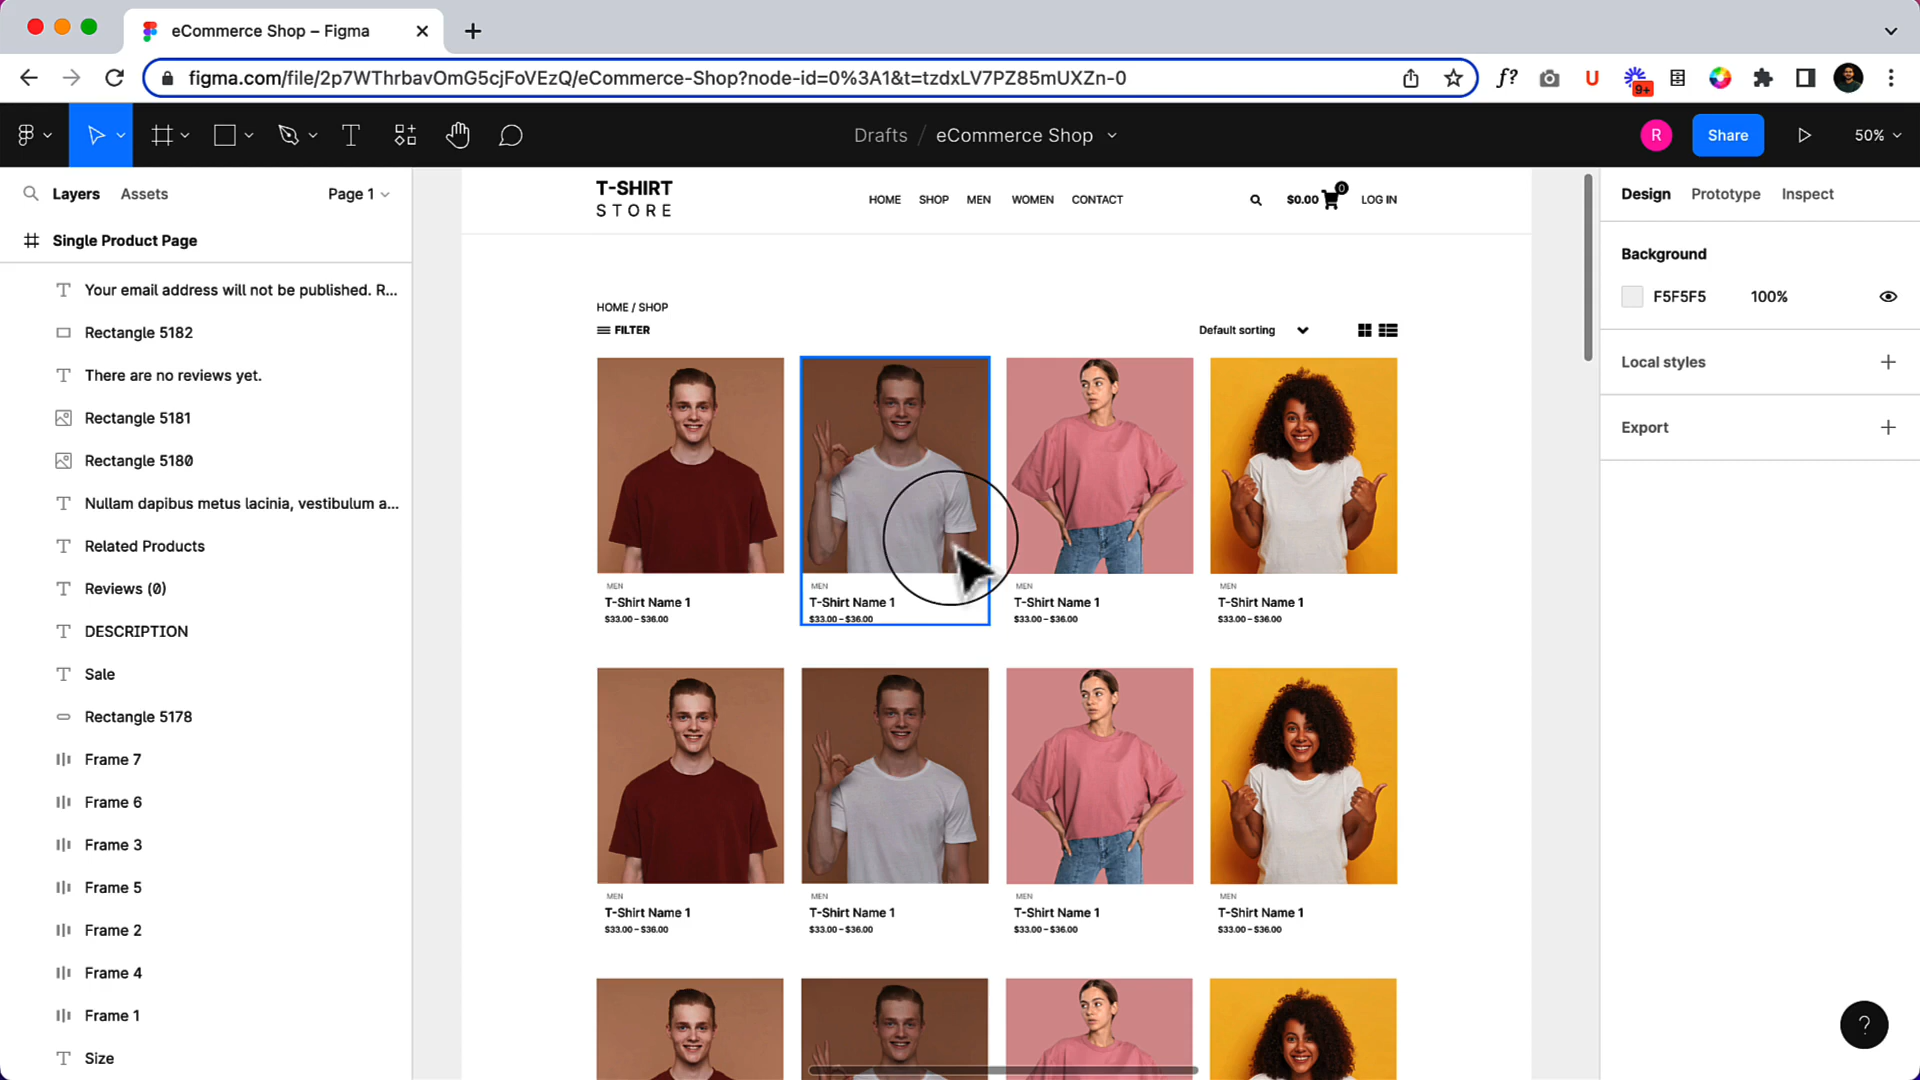 eCommerce Shop – Figma
figma.com/file/2p7WThrbavOmG5cjFoVEzQ/eCommerce-Shop?node-id=0%3A1&t=tzdxLV7PZ85mUXZn-0
f?
U
9+
Drafts / eCommerce Shop
R
Share
50%
Layers
Assets
Page 1
Single Product Page
Your email address will not be published. R...
Rectangle 5182
There are no reviews yet.
Rectangle 5181
Rectangle 5180
Nullam dapibus metus lacinia, vestibulum a...
Related Products
Reviews (0)
DESCRIPTION
Sale
Rectangle 5178
Frame 7
Frame 6
Frame 3
Frame 5
Frame 2
Frame 4
Frame 1
Size
T-SHIRT
STORE
HOME SHOP MEN WOMEN CONTACT
$0.00
0
LOG IN
HOME / SHOP
FILTER
Default sorting
MEN MEN MEN MEN
T-Shirt Name 1 T-Shirt Name 1 T-Shirt Name 1 T-Shirt Name 1
$33.00 – $36.00 $33.00 – $36.00 $33.00 – $36.00 $33.00 – $36.00
MEN MEN MEN MEN
T-Shirt Name 1 T-Shirt Name 1 T-Shirt Name 1 T-Shirt Name 1
$33.00 – $36.00 $33.00 – $36.00 $33.00 – $36.00 $33.00 – $36.00
Design
Prototype
Inspect
Background
F5F5F5 100%
Local styles
Export
?